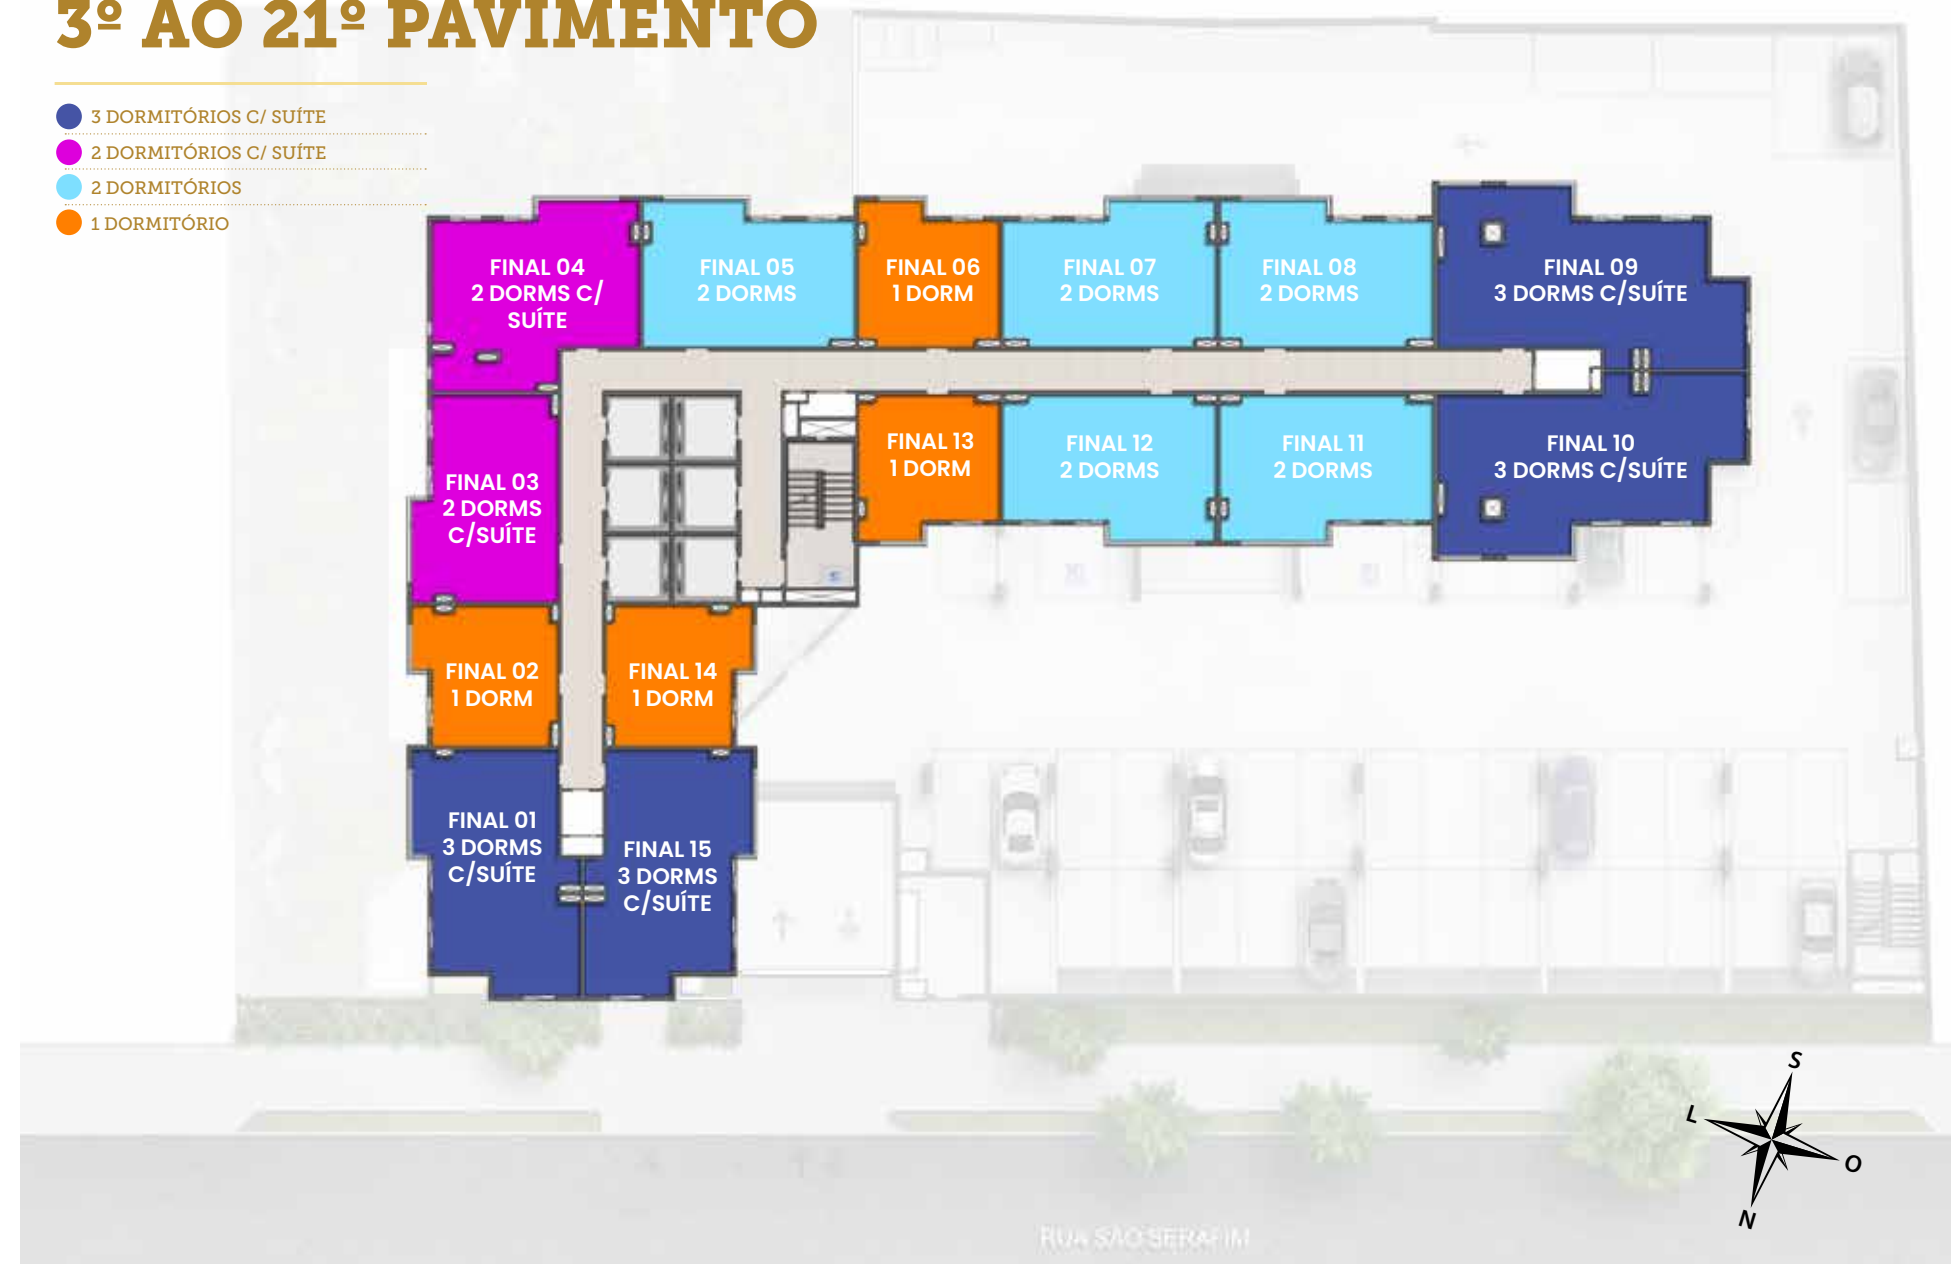 3º AO 21º PAVIMENTO
3 DORMITÓRIOS C/ SUÍTE
2 DORMITÓRIOS C/ SUÍTE
2 DORMITÓRIOS
1 DORMITÓRIO
FINAL 04
2 DORMS C/
SUÍTE
FINAL 05
2 DORMS
FINAL 06
1 DORM
FINAL 07
2 DORMS
FINAL 08
2 DORMS
FINAL 09
3 DORMS C/SUÍTE
FINAL 03
2 DORMS
C/SUÍTE
FINAL 13
1 DORM
FINAL 12
2 DORMS
FINAL 11
2 DORMS
FINAL 10
3 DORMS C/SUÍTE
FINAL 02
1 DORM
FINAL 14
1 DORM
FINAL 01
3 DORMS
C/SUÍTE
FINAL 15
3 DORMS
C/SUÍTE
S
L
O
N
RUA SÃO SERAFIM